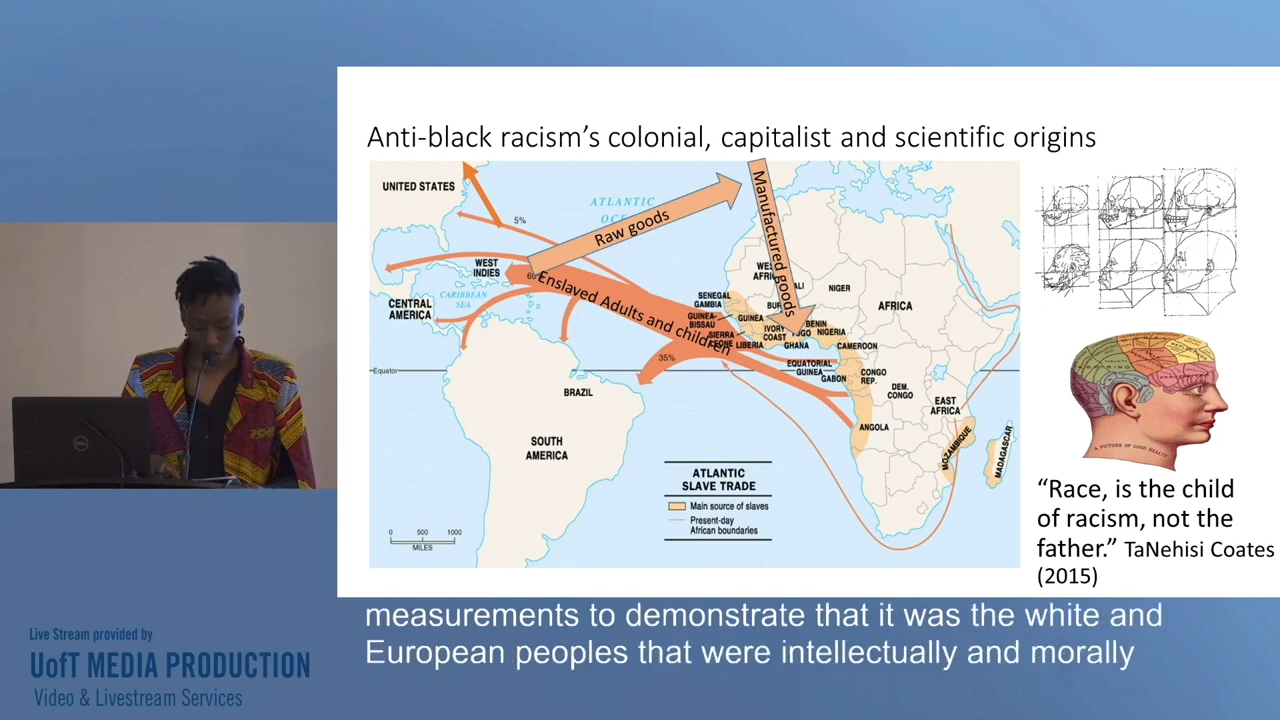 Anti-black racism's colonial, capitalist and scientific origins
UNITED STATES
ATLANTIC
5%
Raw goods
Manufactured goods
WEST
INDIES
Enslaved Adults and children
CARIBBEAN
SEA
CENTRAL
AMERICA
NIGER
AFRICA
SENEGAL
GAMBIA
GUINEA-
BISSAU
GUINEA
SIERRA
LIBERIA
IVORY
COAST
GHANA
BENIN
NIGERIA
CAMEROON
35%
EQUATORIAL
GUINEA
GABON
CONGO
REP.
DEM.
CONGO
Equator
BRAZIL
EAST
AFRICA
ANGOLA
MOZAMBIQUE
MADAGASCAR
SOUTH
AMERICA
ATLANTIC
SLAVE TRADE
Main source of slaves
Present-day
African boundaries
0 500 1000
MILES
A PICTURE OF GOOD HEALTH
“Race, is the child
of racism, not the
father.” TaNehisi Coates
(2015)
DELL
measurements to demonstrate that it was the white and
European peoples that were intellectually and morally
Live Stream provided by
UofT MEDIA PRODUCTION
Video & Livestream Services